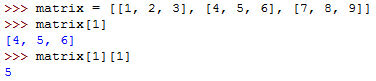 >>> matrix = [[1, 2, 3], [4, 5, 6], [7, 8, 9]]
>>> matrix[1]
[4, 5, 6]
>>> matrix[1][1]
5